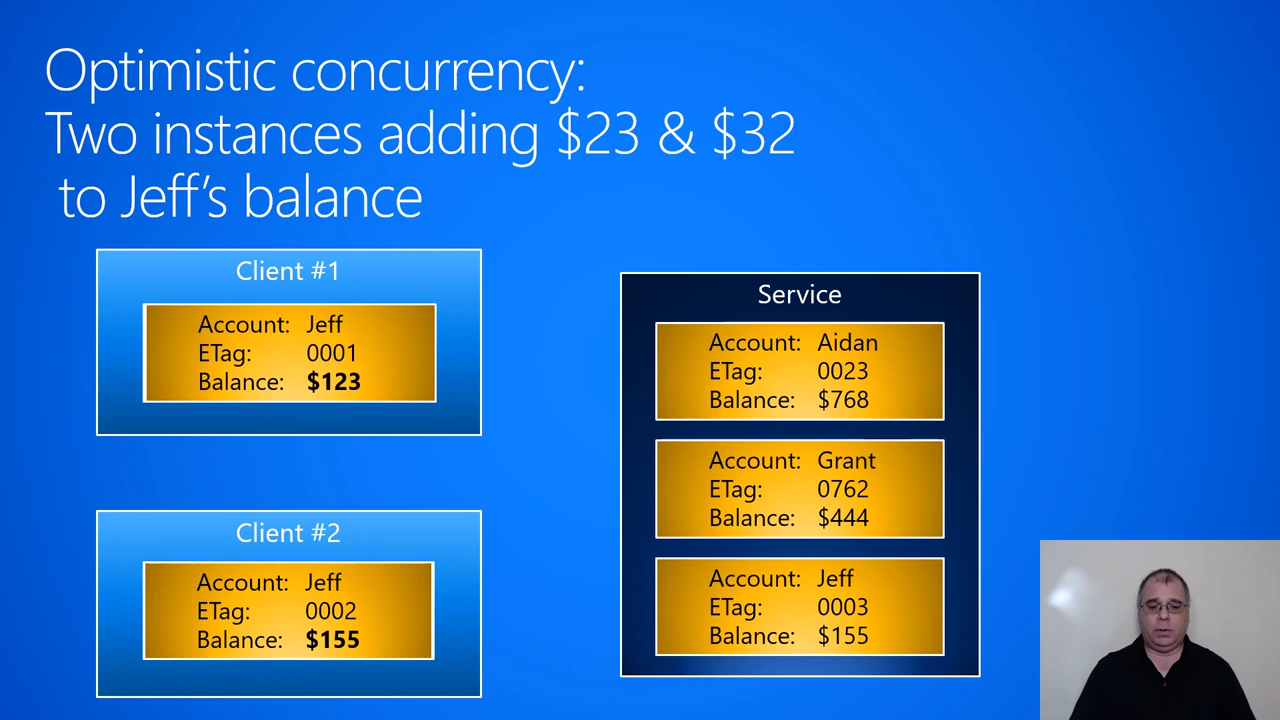 Optimistic concurrency:
Two instances adding $23 & $32
to Jeff’s balance
Client #1
Account: Jeff
ETag: 0001
Balance: $123
Client #2
Account: Jeff
ETag: 0002
Balance: $155
Service
Account: Aidan
ETag: 0023
Balance: $768
Account: Grant
ETag: 0762
Balance: $444
Account: Jeff
ETag: 0003
Balance: $155